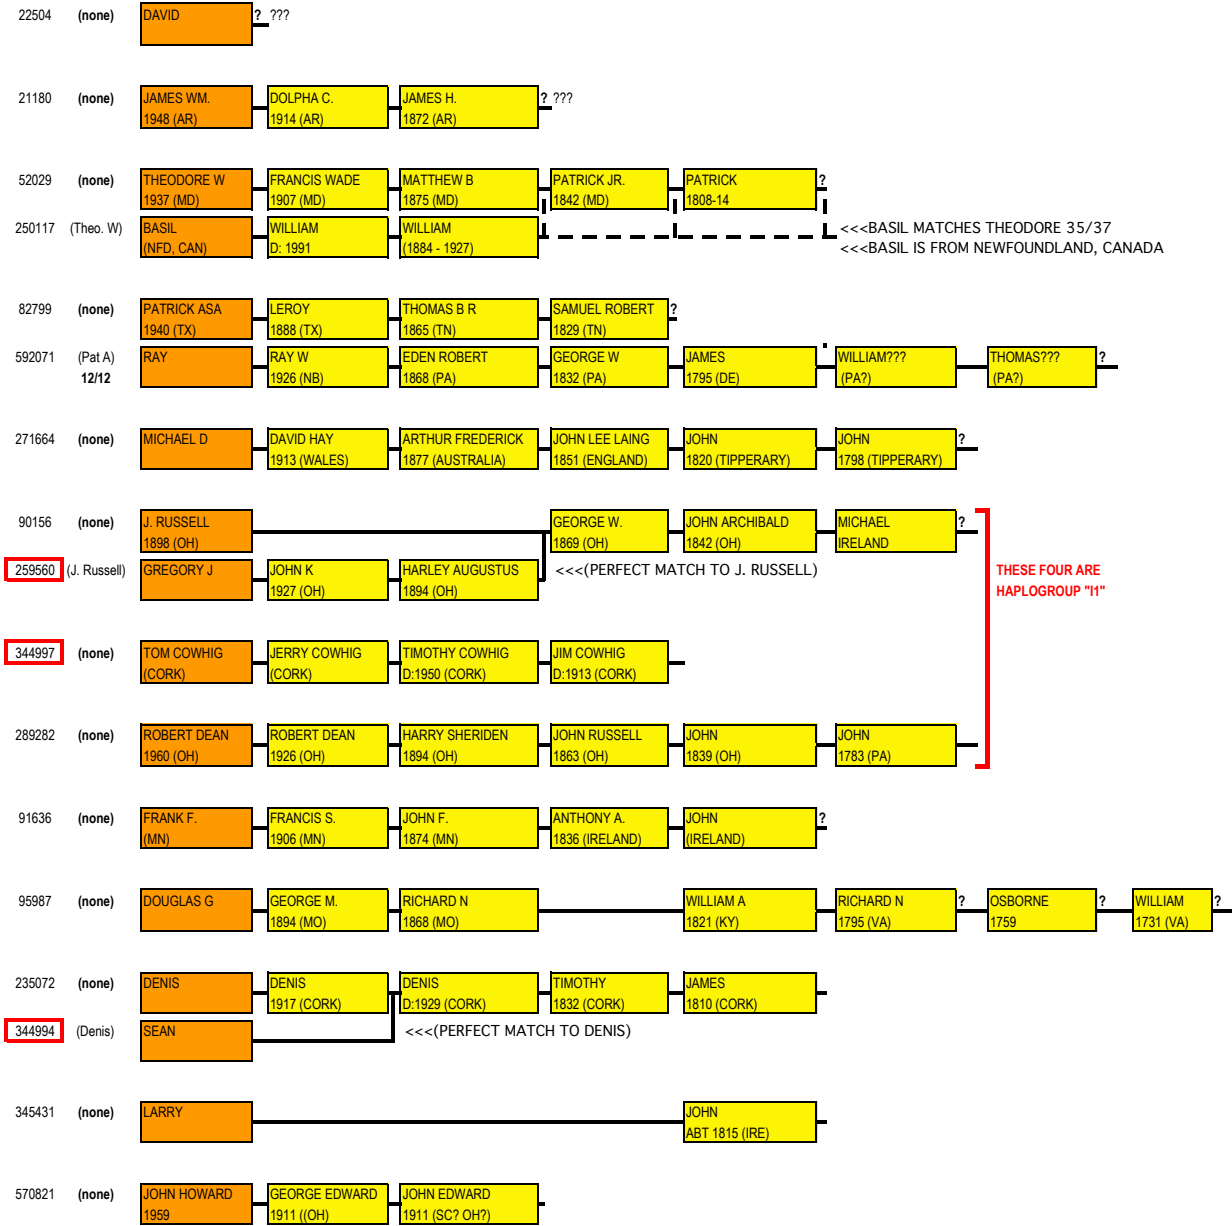 22504 (none) DAVID ? ???
21180 (none) JAMES WM. DOLPHA C. JAMES H. ? ???
1948 (AR) 1914 (AR) 1872 (AR)
52029 (none) THEODORE W FRANCIS WADE MATTHEW B PATRICK JR. PATRICK ?
1937 (MD) 1907 (MD) 1875 (MD) 1842 (MD) 1808-14
250117 (Theo. W) BASIL WILLIAM WILLIAM <<<BASIL MATCHES THEODORE 35/37
(NFD, CAN) D: 1991 (1884 - 1927) <<<BASIL IS FROM NEWFOUNDLAND, CANADA
82799 (none) PATRICK ASA LEROY THOMAS B R SAMUEL ROBERT ?
1940 (TX) 1888 (TX) 1865 (TN) 1829 (TN)
592071 (Pat A) RAY RAY W EDEN ROBERT GEORGE W JAMES WILLIAM??? THOMAS??? ?
12/12 1926 (NB) 1868 (PA) 1832 (PA) 1795 (DE) (PA?) (PA?)
271664 (none) MICHAEL D DAVID HAY ARTHUR FREDERICK JOHN LEE LAING JOHN JOHN ?
1913 (WALES) 1877 (AUSTRALIA) 1851 (ENGLAND) 1820 (TIPPERARY) 1798 (TIPPERARY)
90156 (none) J. RUSSELL GEORGE W. JOHN ARCHIBALD MICHAEL ?
1898 (OH) 1869 (OH) 1842 (OH) IRELAND
259560 (J. Russell) GREGORY J JOHN K HARLEY AUGUSTUS <<<(PERFECT MATCH TO J. RUSSELL) THESE FOUR ARE
1927 (OH) 1894 (OH) HAPLOGROUP "I1"
344997 (none) TOM COWHIG JERRY COWHIG TIMOTHY COWHIG JIM COWHIG
(CORK) (CORK) D:1950 (CORK) D:1913 (CORK)
289282 (none) ROBERT DEAN ROBERT DEAN HARRY SHERIDEN JOHN RUSSELL JOHN JOHN
1960 (OH) 1926 (OH) 1894 (OH) 1863 (OH) 1839 (OH) 1783 (PA)
91636 (none) FRANK F. FRANCIS S. JOHN F. ANTHONY A. JOHN ?
(MN) 1906 (MN) 1874 (MN) 1836 (IRELAND) (IRELAND)
95987 (none) DOUGLAS G GEORGE M. RICHARD N WILLIAM A RICHARD N ? OSBORNE ? WILLIAM ?
1894 (MO) 1868 (MO) 1821 (KY) 1795 (VA) 1759 1731 (VA)
235072 (none) DENIS DENIS DENIS TIMOTHY JAMES
1917 (CORK) D:1929 (CORK) 1832 (CORK) 1810 (CORK)
344994 (Denis) SEAN <<<(PERFECT MATCH TO DENIS)
345431 (none) LARRY JOHN
ABT 1815 (IRE)
570821 (none) JOHN HOWARD GEORGE EDWARD JOHN EDWARD
1959 1911 ((OH) 1911 (SC? OH?)